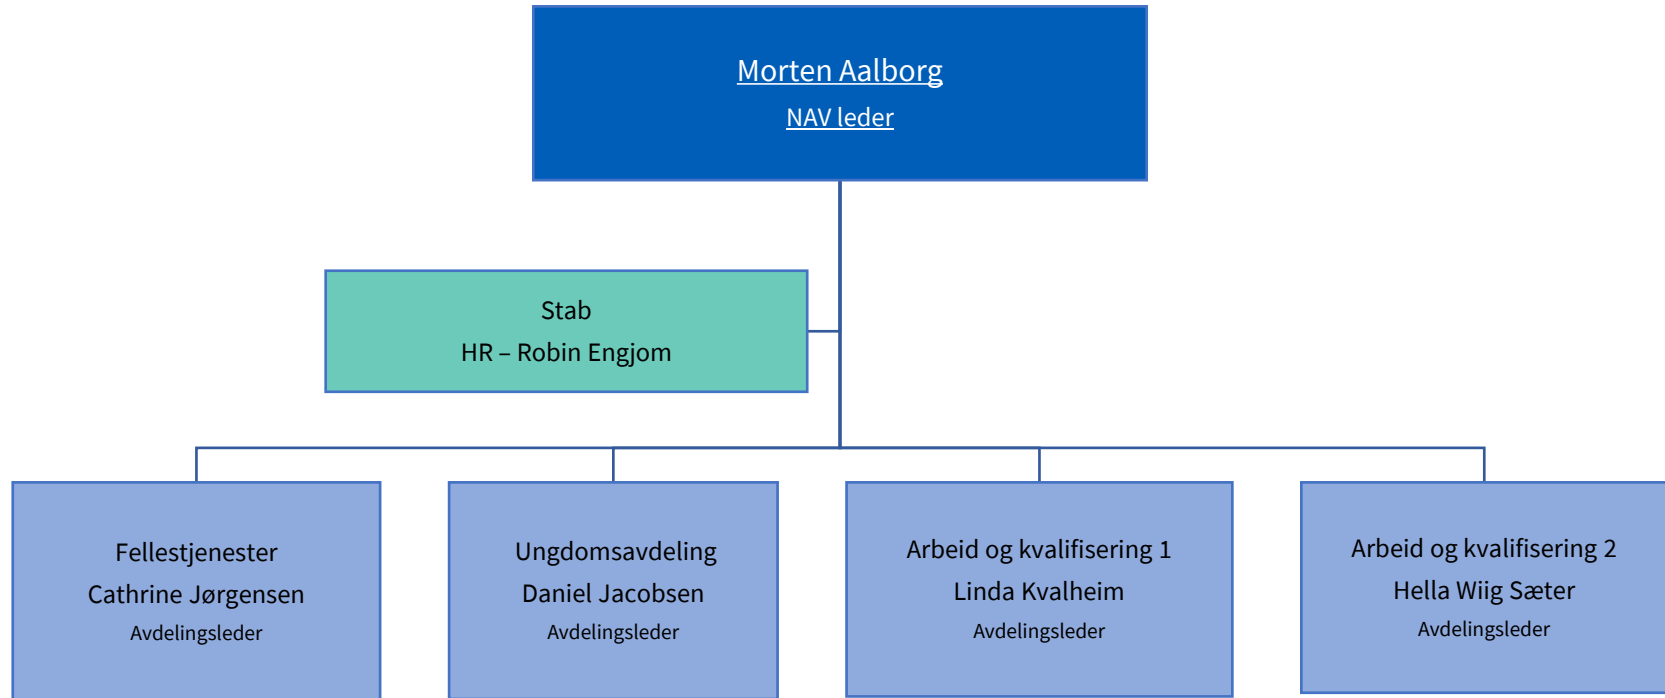 Morten Aalborg
NAV leder
Stab
HR – Robin Engjom
Fellestjenester
Cathrine Jørgensen
Avdelingsleder
Ungdomsavdeling
Daniel Jacobsen
Avdelingsleder
Arbeid og kvalifisering 1
Linda Kvalheim
Avdelingsleder
Arbeid og kvalifisering 2
Hella Wiig Sæter
Avdelingsleder